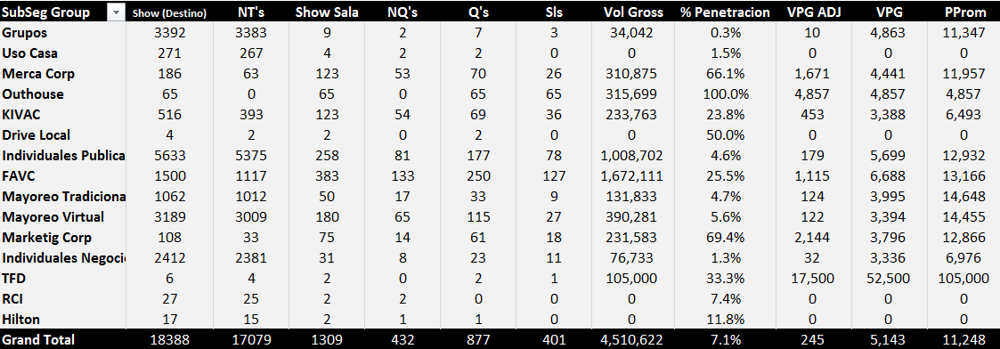 SubSeg Group Show (Destino) NT's Show Sala NQ's Q's Sls Vol Gross % Penetracion VPG ADJ VPG PProm
Grupos 3392 3383 9 2 7 3 34,042 0.3% 10 4,863 11,347
Uso Casa 271 267 4 2 2 0 0 1.5% 0 0 0
Merca Corp 186 63 123 53 70 26 310,875 66.1% 1,671 4,441 11,957
Outhouse 65 0 65 0 65 65 315,699 100.0% 4,857 4,857 4,857
KIVAC 516 393 123 54 69 36 233,763 23.8% 453 3,388 6,493
Drive Local 4 2 2 0 2 0 0 50.0% 0 0 0
Individuales Publica 5633 5375 258 81 177 78 1,008,702 4.6% 179 5,699 12,932
FAVC 1500 1117 383 133 250 127 1,672,111 25.5% 1,115 6,688 13,166
Mayoreo Tradiciona 1062 1012 50 17 33 9 131,833 4.7% 124 3,995 14,648
Mayoreo Virtual 3189 3009 180 65 115 27 390,281 5.6% 122 3,394 14,455
Marketig Corp 108 33 75 14 61 18 231,583 69.4% 2,144 3,796 12,866
Individuales Negoci 2412 2381 31 8 23 11 76,733 1.3% 32 3,336 6,976
TFD 6 4 2 0 2 1 105,000 33.3% 17,500 52,500 105,000
RCI 27 25 2 2 0 0 0 7.4% 0 0 0
Hilton 17 15 2 1 1 0 0 11.8% 0 0 0
Grand Total 18388 17079 1309 432 877 401 4,510,622 7.1% 245 5,143 11,248